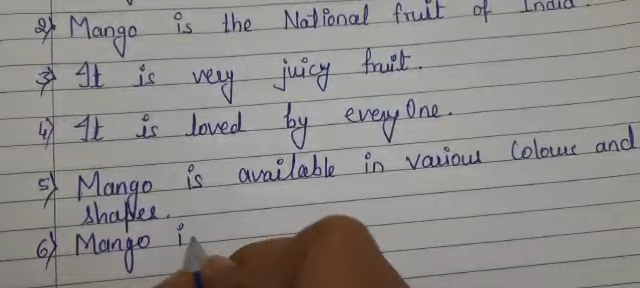 2) Mango is the National fruit of India.
3) It is very juicy fruit.
4) It is loved by everyOne.
5) Mango is available in various Colours and
shapes.
6) Mango i